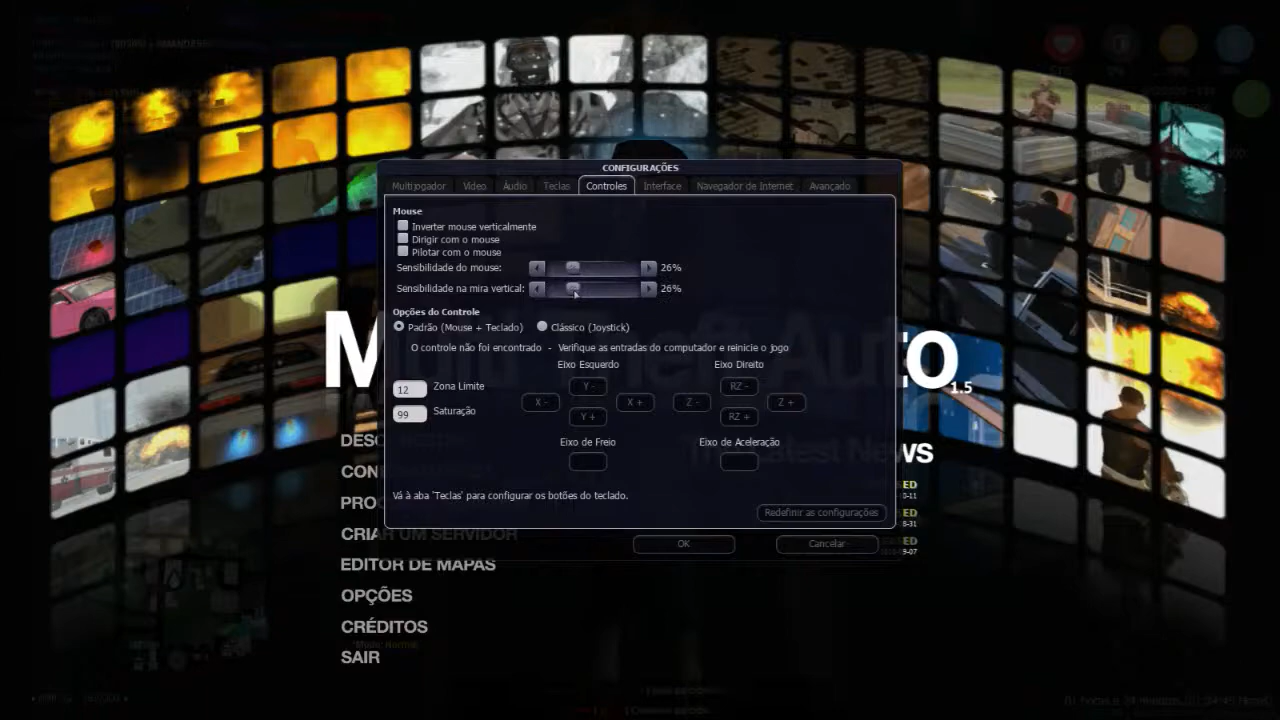 CONFIGURAÇÕES
Multijogador Vídeo Áudio Teclas Controles Interface Navegador de Internet Avançado
Mouse
Inverter mouse verticalmente
Dirigir com o mouse
Pilotar com o mouse
Sensibilidade do mouse: 26%
Sensibilidade na mira vertical: 26%
Opções do Controle
Padrão (Mouse + Teclado) Clássico (Joystick)
O controle não foi encontrado - Verifique as entradas do computador e reinicie o jogo
Eixo Esquerdo Eixo Direito
12 Zona Limite Y - RZ -
X - X + Z - Z +
99 Saturação Y + RZ +
Eixo de Freio Eixo de Aceleração
Vá à aba 'Teclas' para configurar os botões do teclado.
Redefinir as configurações
OK Cancelar
1.5
CRIAR UM SERVIDOR
EDITOR DE MAPAS
OPÇÕES
CRÉDITOS
SAIR